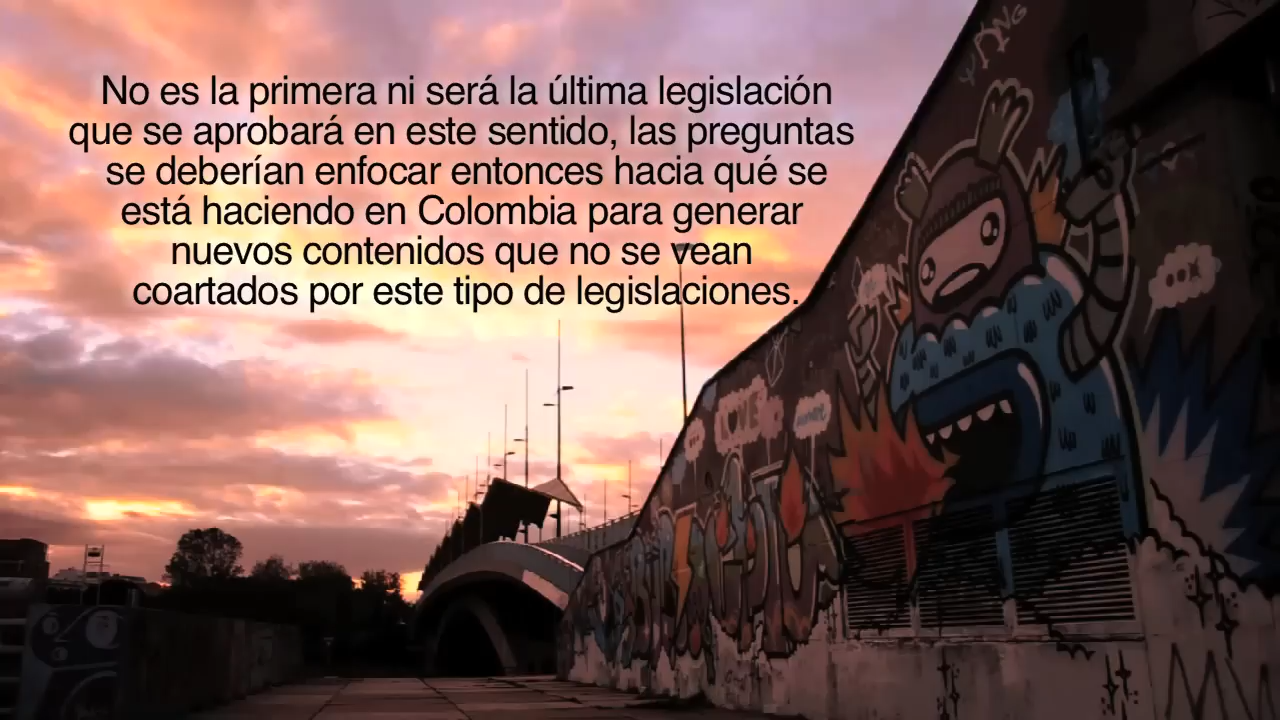 No es la primera ni será la última legislación
que se aprobará en este sentido, las preguntas
se deberían enfocar entonces hacia qué se
está haciendo en Colombia para generar
nuevos contenidos que no se vean
coartados por este tipo de legislaciones.
LOVE